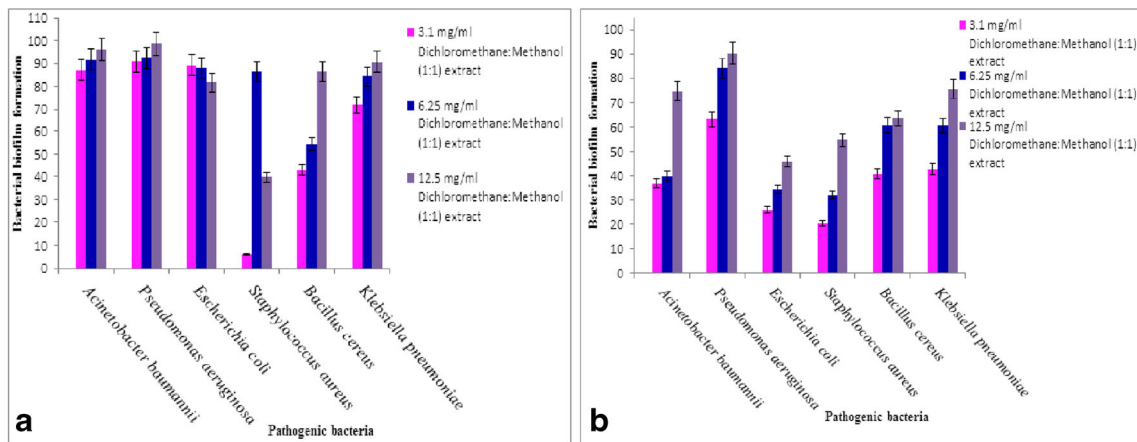 110
100
90
80
70
60
50
40
30
20
10
0
Bacterial biofilm formation
3.1 mg/ml
Dichloromethane:Methanol
(1:1) extract
6.25 mg/ml
Dichloromethane:Methanol
(1:1) extract
12.5 mg/ml
Dichloromethane:Methanol
(1:1) extract
Acinetobacter baumannii
Pseudomonas aeruginosa
Escherichia coli
Staphylococcus aureus
Bacillus cereus
Klebsiella pneumoniae
Pathogenic bacteria
a
100
90
80
70
60
50
40
30
20
10
0
Bacterial biofilm formation
3.1 mg/ml
Dichloromethane:Methanol (1:1)
extract
6.25 mg/ml
Dichloromethane:Methanol (1:1)
extract
12.5 mg/ml
Dichloromethane:Methanol (1:1)
extract
Acinetobacter baumannii
Pseudomonas aeruginosa
Escherichia coli
Staphylococcus aureus
Bacillus cereus
Klebsiella pneumoniae
Pathogenic bacteria
b